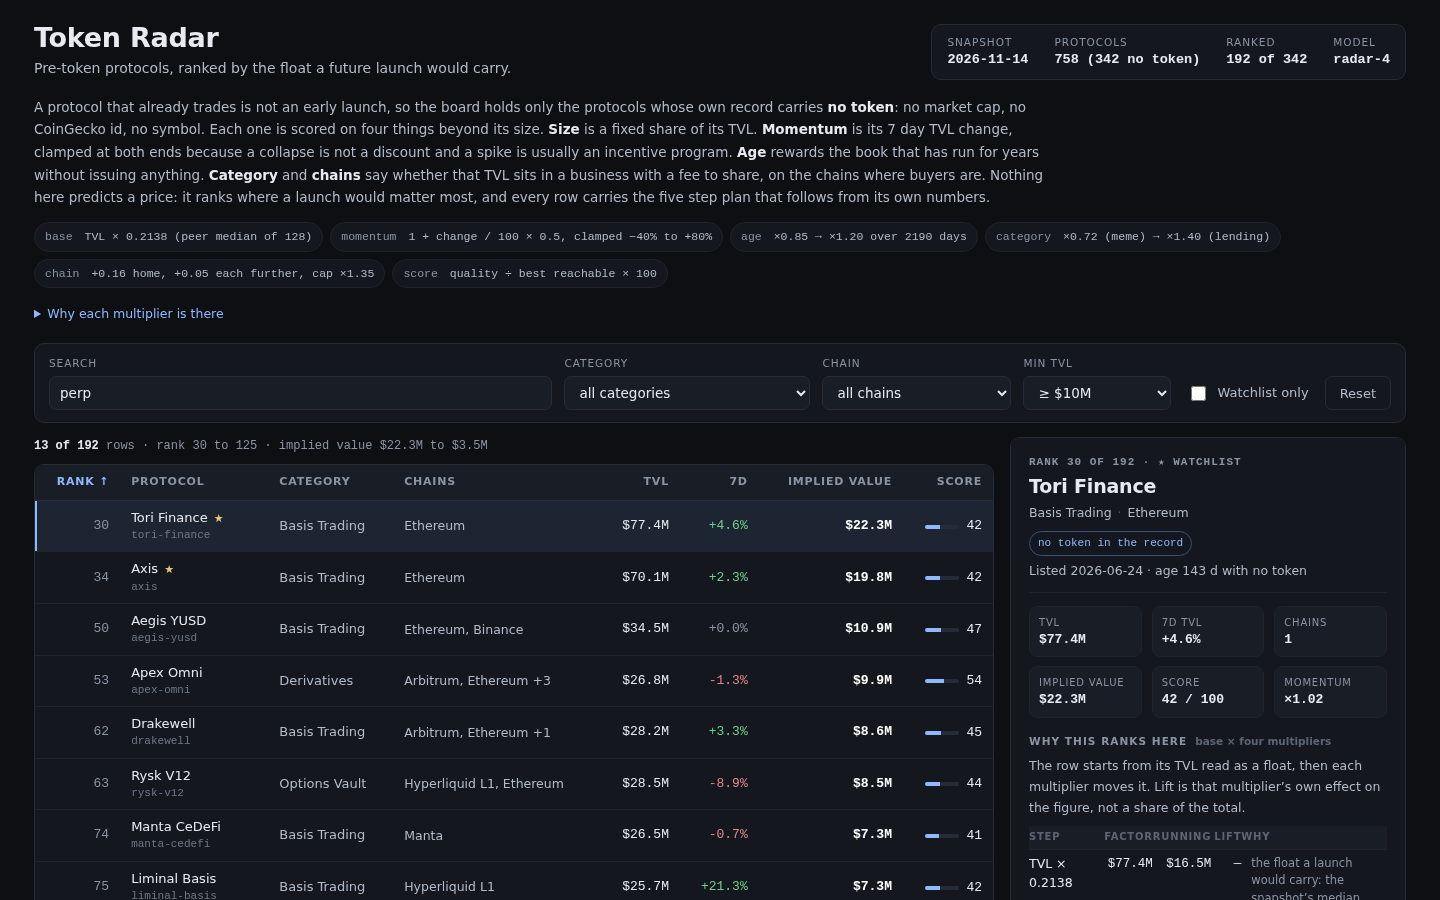 Token Radar
Pre-token protocols, ranked by the float a future launch would carry.
SNAPSHOT PROTOCOLS RANKED MODEL
2026-11-14 758 (342 no token) 192 of 342 radar-4
A protocol that already trades is not an early launch, so the board holds only the protocols whose own record carries no token: no market cap, no
CoinGecko id, no symbol. Each one is scored on four things beyond its size. Size is a fixed share of its TVL. Momentum is its 7 day TVL change,
clamped at both ends because a collapse is not a discount and a spike is usually an incentive program. Age rewards the book that has run for years
without issuing anything. Category and chains say whether that TVL sits in a business with a fee to share, on the chains where buyers are. Nothing
here predicts a price: it ranks where a launch would matter most, and every row carries the five step plan that follows from its own numbers.
base TVL × 0.2138 (peer median of 128) momentum 1 + change / 100 × 0.5, clamped −40% to +80% age ×0.85 → ×1.20 over 2190 days category ×0.72 (meme) → ×1.40 (lending)
chain +0.16 home, +0.05 each further, cap ×1.35 score quality ÷ best reachable × 100
▶ Why each multiplier is there
SEARCH CATEGORY CHAIN MIN TVL
perp all categories all chains ≥ $10M Watchlist only Reset
13 of 192 rows · rank 30 to 125 · implied value $22.3M to $3.5M
RANK ↑ PROTOCOL CATEGORY CHAINS TVL 7D IMPLIED VALUE SCORE
30 Tori Finance ★ Basis Trading Ethereum $77.4M +4.6% $22.3M 42
tori-finance
34 Axis ★ Basis Trading Ethereum $70.1M +2.3% $19.8M 42
axis
50 Aegis YUSD Basis Trading Ethereum, Binance $34.5M +0.0% $10.9M 47
aegis-yusd
53 Apex Omni Derivatives Arbitrum, Ethereum +3 $26.8M -1.3% $9.9M 54
apex-omni
62 Drakewell Basis Trading Arbitrum, Ethereum +1 $28.2M +3.3% $8.6M 45
drakewell
63 Rysk V12 Options Vault Hyperliquid L1, Ethereum $28.5M -8.9% $8.5M 44
rysk-v12
74 Manta CeDeFi Basis Trading Manta $26.5M -0.7% $7.3M 41
manta-cedefi
75 Liminal Basis Basis Trading Hyperliquid L1 $25.7M +21.3% $7.3M 42
liminal-basis
RANK 30 OF 192 · ★ WATCHLIST
Tori Finance
Basis Trading · Ethereum
no token in the record
Listed 2026-06-24 · age 143 d with no token
TVL 7D TVL CHAINS
$77.4M +4.6% 1
IMPLIED VALUE SCORE MOMENTUM
$22.3M 42 / 100 ×1.02
WHY THIS RANKS HERE base × four multipliers
The row starts from its TVL read as a float, then each
multiplier moves it. Lift is that multiplier’s own effect on
the figure, not a share of the total.
STEP FACTOR RUNNING LIFT WHY
TVL × $77.4M $16.5M — the float a launch
0.2138 would carry: the
snapshot’s median